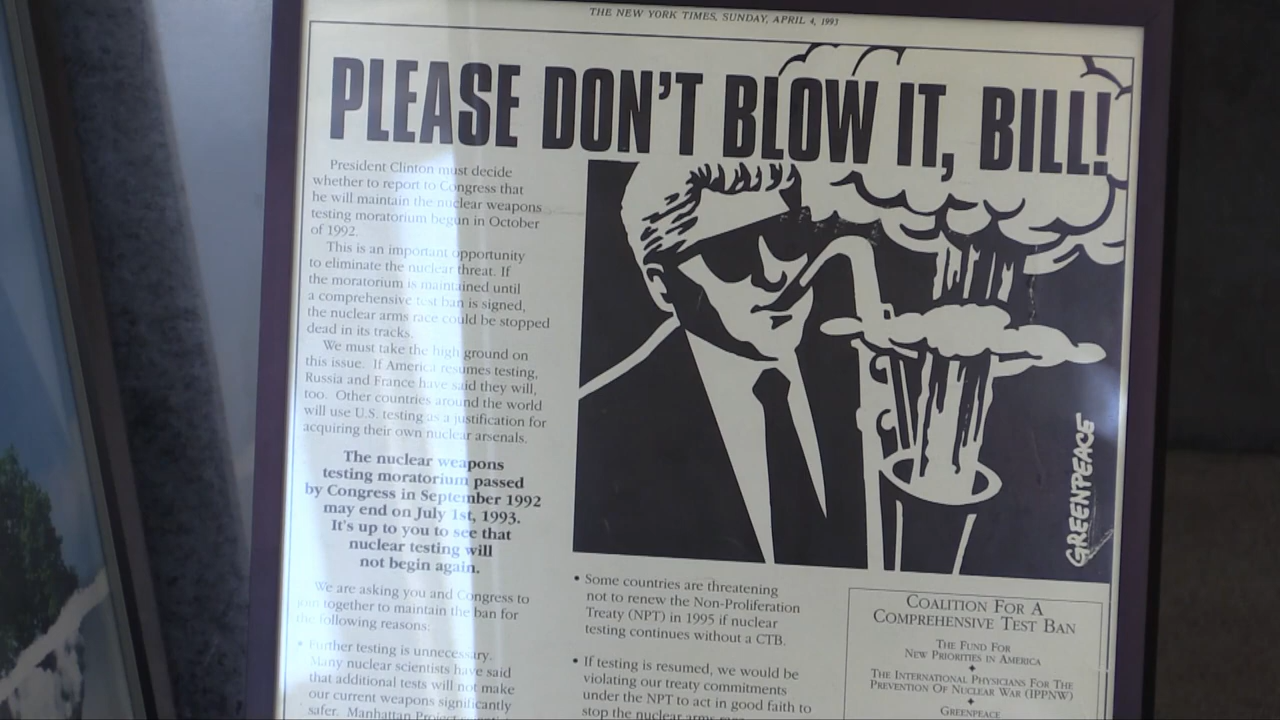 THE NEW YORK TIMES, SUNDAY, APRIL 4, 1993
PLEASE DON'T BLOW IT, BILL!
President Clinton must decide
whether to report to Congress that
he will maintain the nuclear weapons
testing moratorium begun in October
of 1992.
This is an important opportunity
to eliminate the nuclear threat. If
the moratorium is maintained until
a comprehensive test ban is signed,
the nuclear arms race could be stopped
dead in its tracks.
We must take the high ground on
this issue. If America resumes testing,
Russia and France have said they will,
too. Other countries around the world
will use U.S. testing as a justification for
acquiring their own nuclear arsenals.
The nuclear weapons
testing moratorium passed
by Congress in September 1992
may end on July 1st, 1993.
It's up to you to see that
nuclear testing will
not begin again.
We are asking you and Congress to
join together to maintain the ban for
the following reasons:
• Further testing is unnecessary.
Many nuclear scientists have said
that additional tests will not make
our current weapons significantly
safer. Manhattan Project
GREENPEACE
• Some countries are threatening
not to renew the Non-Proliferation
Treaty (NPT) in 1995 if nuclear
testing continues without a CTB.
• If testing is resumed, we would be
violating our treaty commitments
under the NPT to act in good faith to
stop the nuclear arms race
COALITION FOR A
COMPREHENSIVE TEST BAN
THE FUND FOR
NEW PRIORITIES IN AMERICA
THE INTERNATIONAL PHYSICIANS FOR THE
PREVENTION OF NUCLEAR WAR (IPPNW)
GREENPEACE